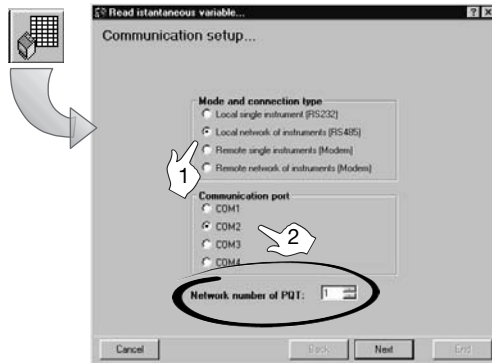 Read istantaneous variable...
Communication setup...
Mode and connection type
Local single instrument (RS232)
Local network of instruments (RS485)
Remote single instruments (Modem)
Remote network of instruments (Modem)
1
Communication port
COM1
COM2
COM3
COM4
2
Network number of PQT: 1
Cancel Back Next End